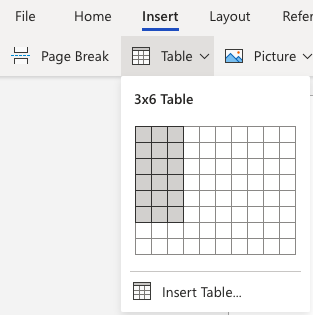 File Home Insert Layout Refer
Page Break Table Picture
3x6 Table
Insert Table...